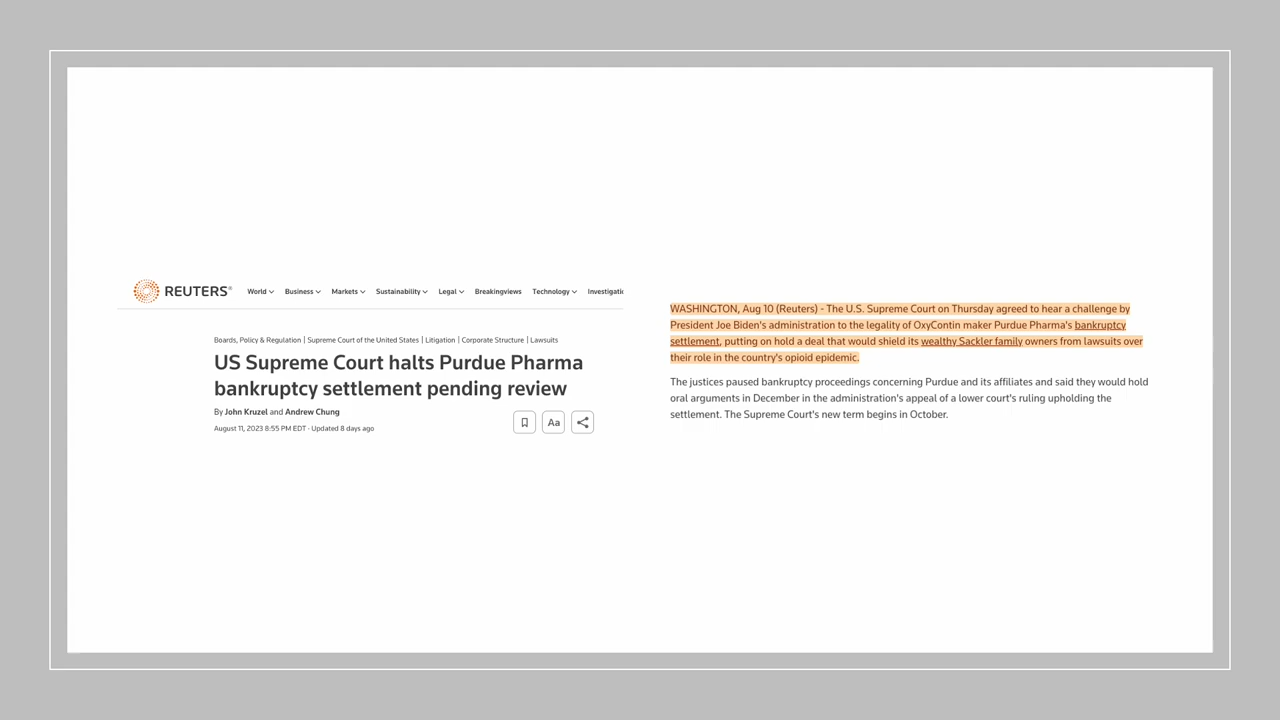 REUTERS®
World Business Markets Sustainability Legal Breakingviews Technology
Boards, Policy & Regulation | Supreme Court of the United States | Litigation | Corporate Structure | Lawsuits
US Supreme Court halts Purdue Pharma
bankruptcy settlement pending review
By John Kruzel and Andrew Chung
August 11, 2023 8:55 PM EDT · Updated 8 days ago
Aa
WASHINGTON, Aug 10 (Reuters) - The U.S. Supreme Court on Thursday agreed to hear a challenge by
President Joe Biden's administration to the legality of OxyContin maker Purdue Pharma's bankruptcy
settlement, putting on hold a deal that would shield its wealthy Sackler family owners from lawsuits over
their role in the country's opioid epidemic.
The justices paused bankruptcy proceedings concerning Purdue and its affiliates and said they would hold
oral arguments in December in the administration's appeal of a lower court's ruling upholding the
settlement. The Supreme Court's new term begins in October.